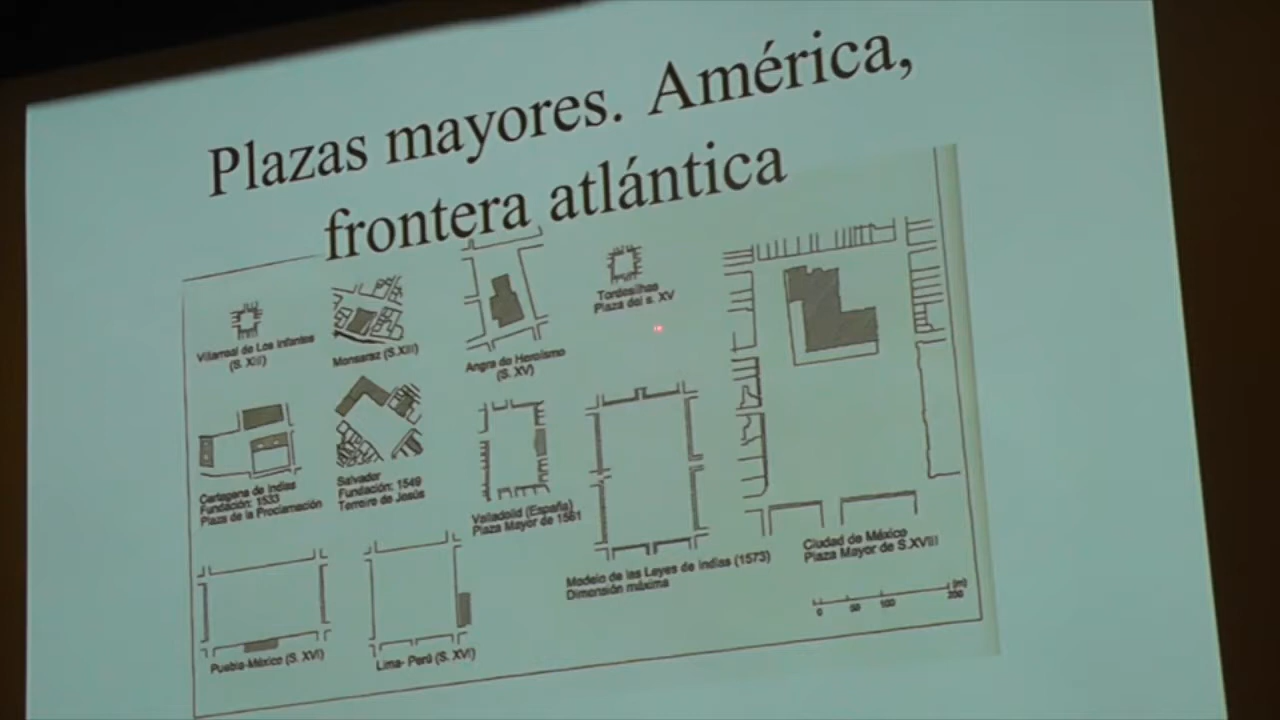 Plazas mayores. América,
frontera atlántica
Villarreal de Los Infantes
(S. XIII)
Monsaraz (S.XIII)
Angra do Heroísmo
(S. XV)
Tordesillas
Plaza del s. XV
Cartagena de Indias
Fundación: 1533
Plaza de la Proclamación
Salvador
Fundación: 1549
Terreiro de Jesús
Valladolid (España)
Plaza Mayor de 1561
Modelo de las Leyes de Indias (1573)
Dimensión máxima
Ciudad de México
Plaza Mayor de S.XVIII
Puebla-México (S. XVI)
Lima- Perú (S. XVI)
0 50 100 200 (m)